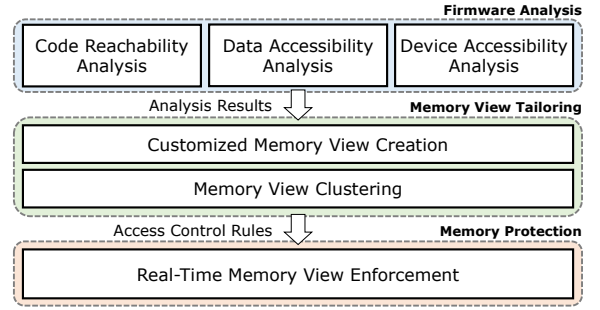 Firmware Analysis
Code Reachability
Analysis
Data Accessibility
Analysis
Device Accessibility
Analysis
Analysis Results
Memory View Tailoring
Customized Memory View Creation
Memory View Clustering
Access Control Rules
Memory Protection
Real-Time Memory View Enforcement